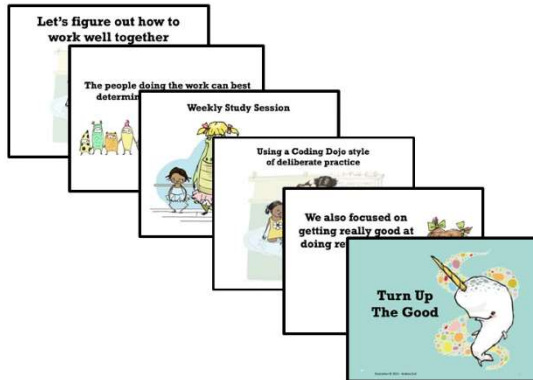 Let's figure out how to
work well together
The people doing the work can best
Weekly Study Session
Using a Coding Dojo style
of deliberate practice
We also focused on
getting really good at
doing
Turn Up
The Good